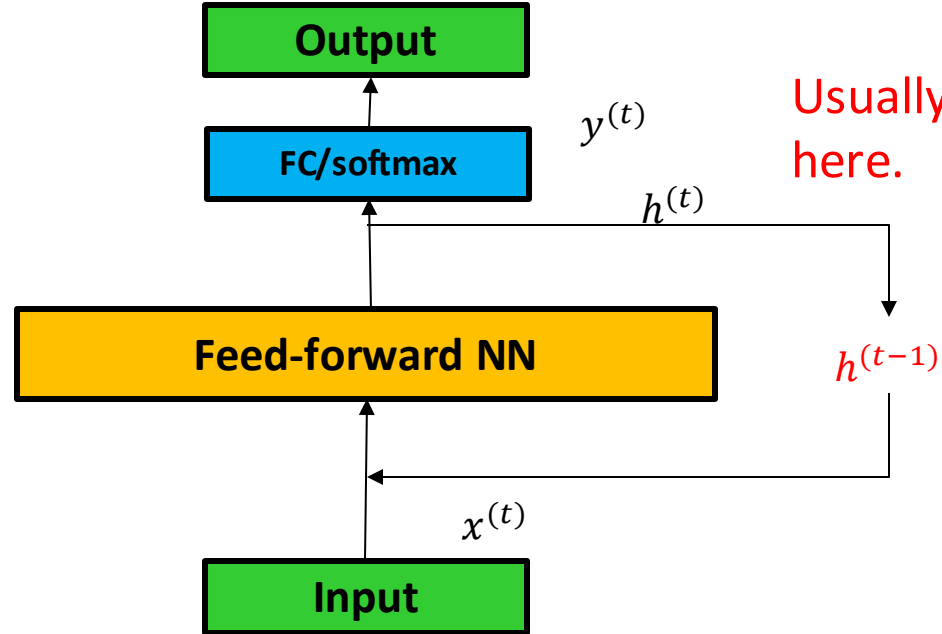 Output
y^(t)
Usually
here.
FC/softmax
h^(t)
Feed-forward NN
h^(t−1)
x^(t)
Input